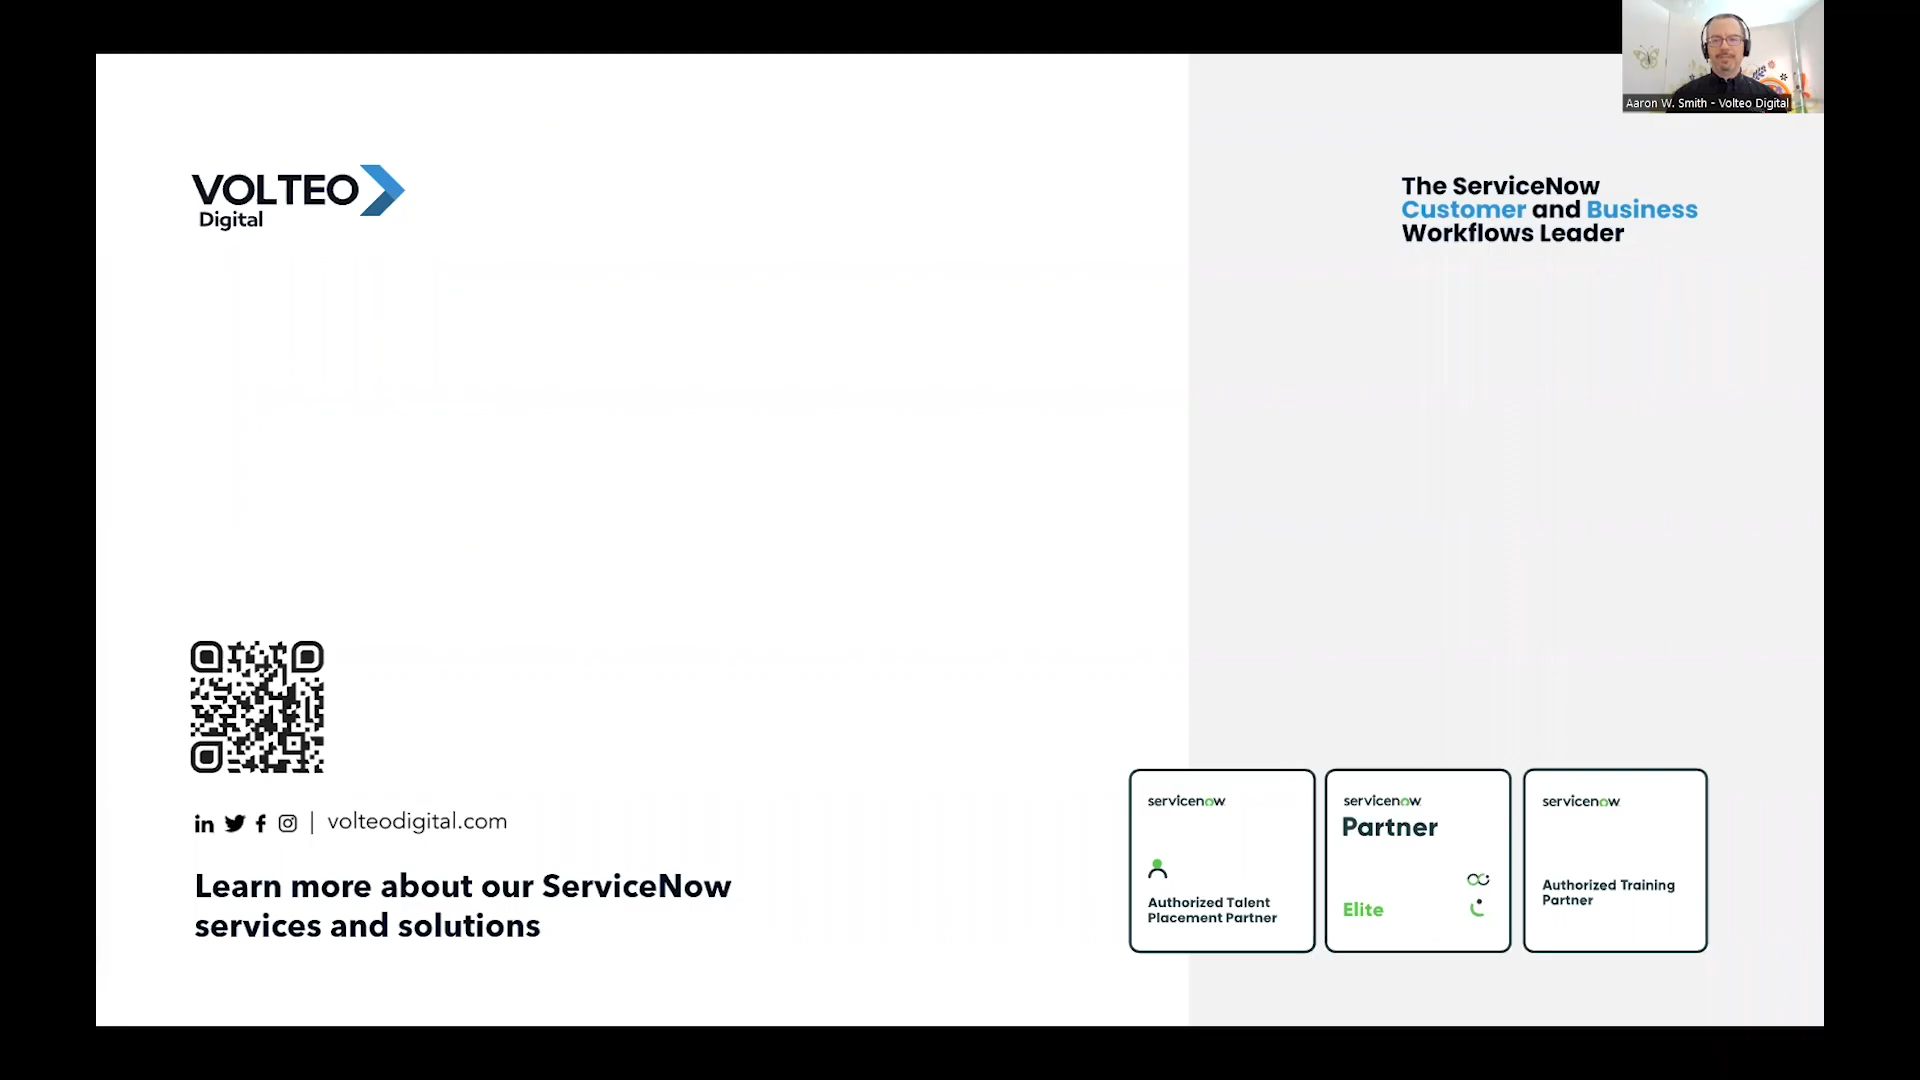 Aaron W. Smith - Volteo Digital
VOLTEO
Digital
The ServiceNow
Customer and Business
Workflows Leader
volteodigital.com
Learn more about our ServiceNow
services and solutions
servicenow
Authorized Talent
Placement Partner
servicenow
Partner
Elite
servicenow
Authorized Training
Partner